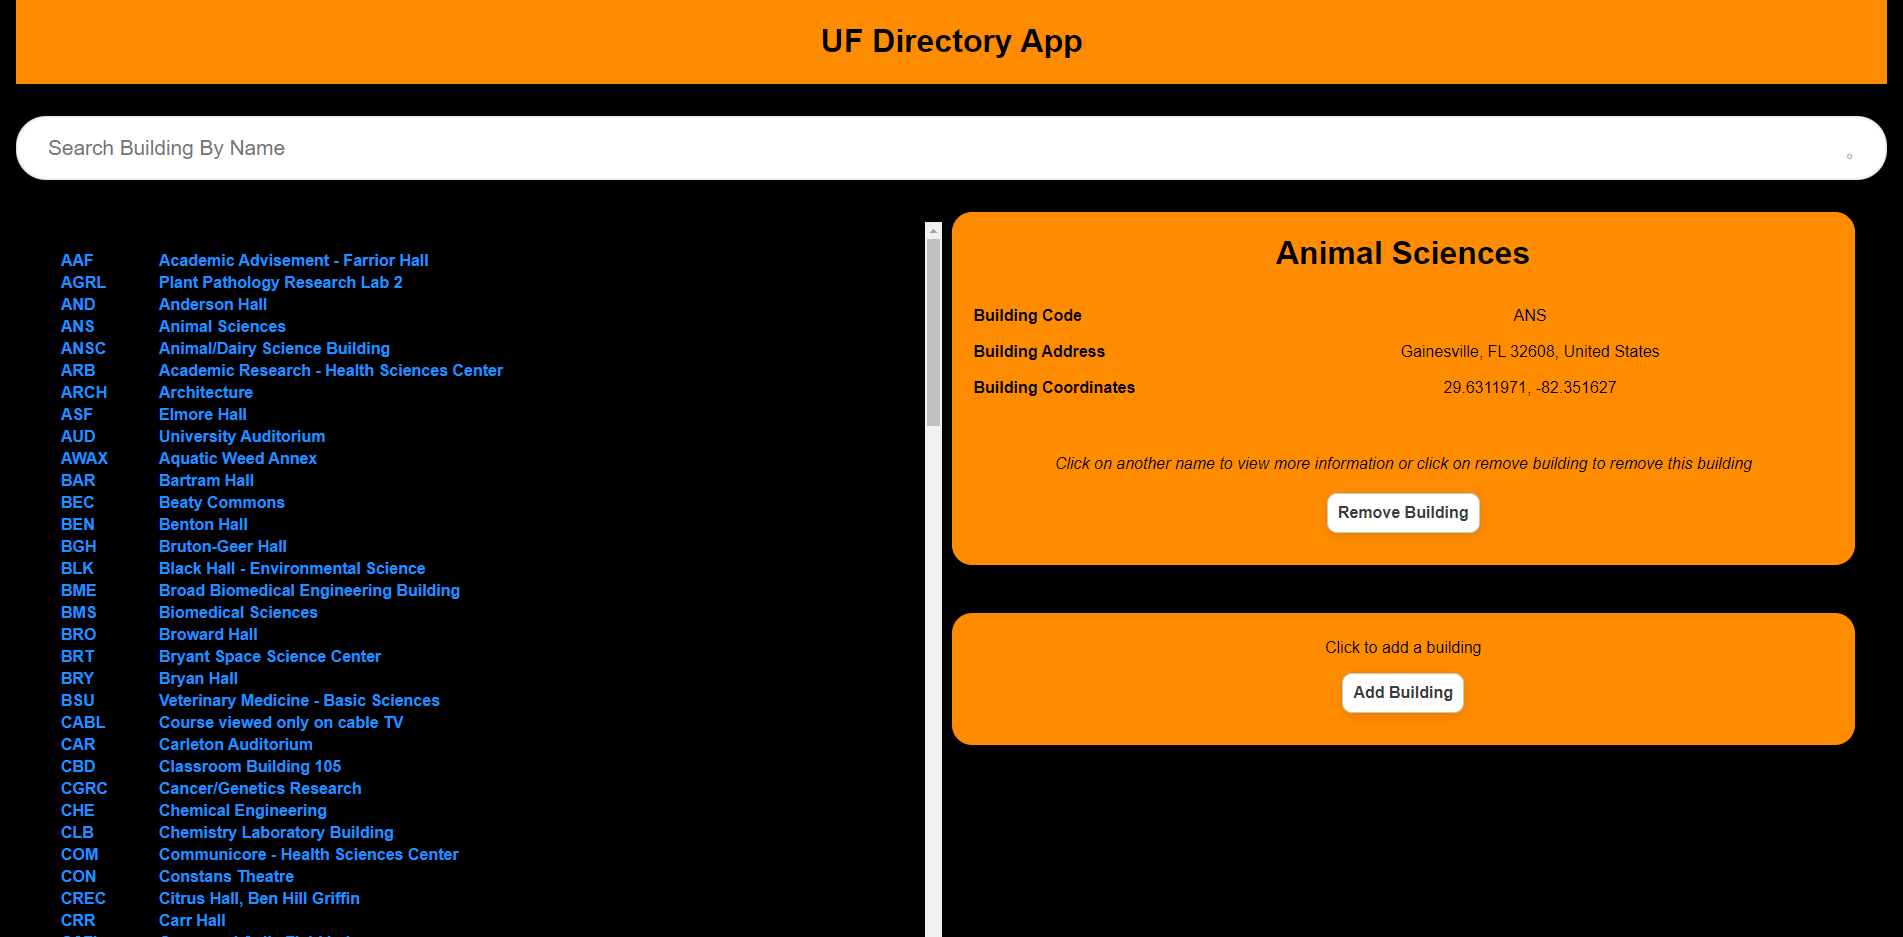 UF Directory App
Search Building By Name
AAF Academic Advisement - Farrior Hall
AGRL Plant Pathology Research Lab 2
AND Anderson Hall
ANS Animal Sciences
ANSC Animal/Dairy Science Building
ARB Academic Research - Health Sciences Center
ARCH Architecture
ASF Elmore Hall
AUD University Auditorium
AWAX Aquatic Weed Annex
BAR Bartram Hall
BEC Beaty Commons
BEN Benton Hall
BGH Bruton-Geer Hall
BLK Black Hall - Environmental Science
BME Broad Biomedical Engineering Building
BMS Biomedical Sciences
BRO Broward Hall
BRT Bryant Space Science Center
BRY Bryan Hall
BSU Veterinary Medicine - Basic Sciences
CABL Course viewed only on cable TV
CAR Carleton Auditorium
CBD Classroom Building 105
CGRC Cancer/Genetics Research
CHE Chemical Engineering
CLB Chemistry Laboratory Building
COM Communicore - Health Sciences Center
CON Constans Theatre
CREC Citrus Hall, Ben Hill Griffin
CRR Carr Hall
Animal Sciences
Building Code ANS
Building Address Gainesville, FL 32608, United States
Building Coordinates 29.6311971, -82.351627
Click on another name to view more information or click on remove building to remove this building
Remove Building
Click to add a building
Add Building